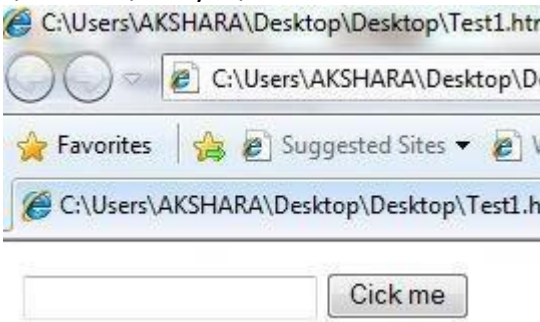 C:\Users\AKSHARA\Desktop\Desktop\Test1.htm
C:\Users\AKSHARA\Desktop\D
Favorites Suggested Sites
C:\Users\AKSHARA\Desktop\Desktop\Test1.h
Cick me